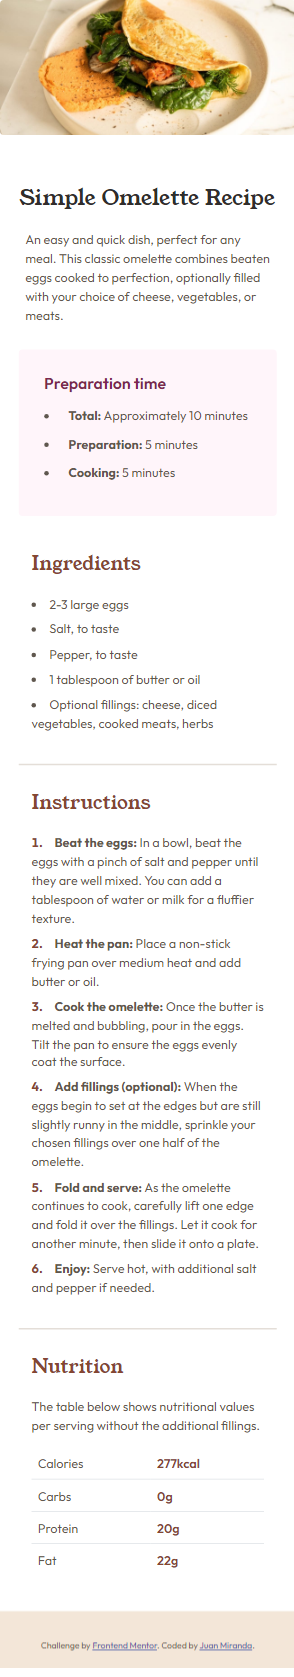 Simple Omelette Recipe
An easy and quick dish, perfect for any
meal. This classic omelette combines beaten
eggs cooked to perfection, optionally filled
with your choice of cheese, vegetables, or
meats.
Preparation time
• Total: Approximately 10 minutes
• Preparation: 5 minutes
• Cooking: 5 minutes
Ingredients
• 2-3 large eggs
• Salt, to taste
• Pepper, to taste
• 1 tablespoon of butter or oil
• Optional fillings: cheese, diced
vegetables, cooked meats, herbs
Instructions
1. Beat the eggs: In a bowl, beat the
eggs with a pinch of salt and pepper until
they are well mixed. You can add a
tablespoon of water or milk for a fluffier
texture.
2. Heat the pan: Place a non-stick
frying pan over medium heat and add
butter or oil.
3. Cook the omelette: Once the butter is
melted and bubbling, pour in the eggs.
Tilt the pan to ensure the eggs evenly
coat the surface.
4. Add fillings (optional): When the
eggs begin to set at the edges but are still
slightly runny in the middle, sprinkle your
chosen fillings over one half of the
omelette.
5. Fold and serve: As the omelette
continues to cook, carefully lift one edge
and fold it over the fillings. Let it cook for
another minute, then slide it onto a plate.
6. Enjoy: Serve hot, with additional salt
and pepper if needed.
Nutrition
The table below shows nutritional values
per serving without the additional fillings.
Calories 277kcal
Carbs 0g
Protein 20g
Fat 22g
Challenge by Frontend Mentor. Coded by Juan Miranda.